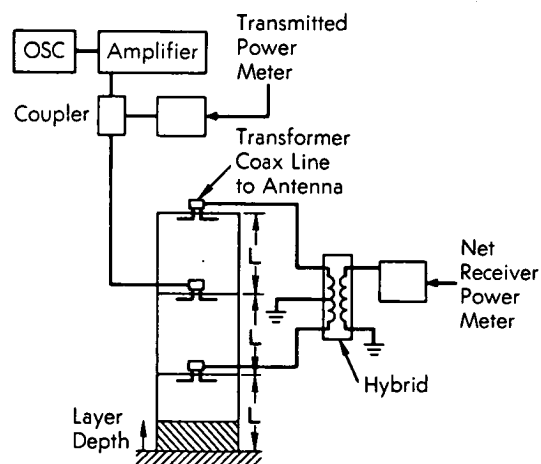 Transmitted
Power
Meter
OSC
Amplifier
Coupler
Transformer
Coax Line
to Antenna
L
L
L
Net
Receiver
Power
Meter
Hybrid
Layer
Depth